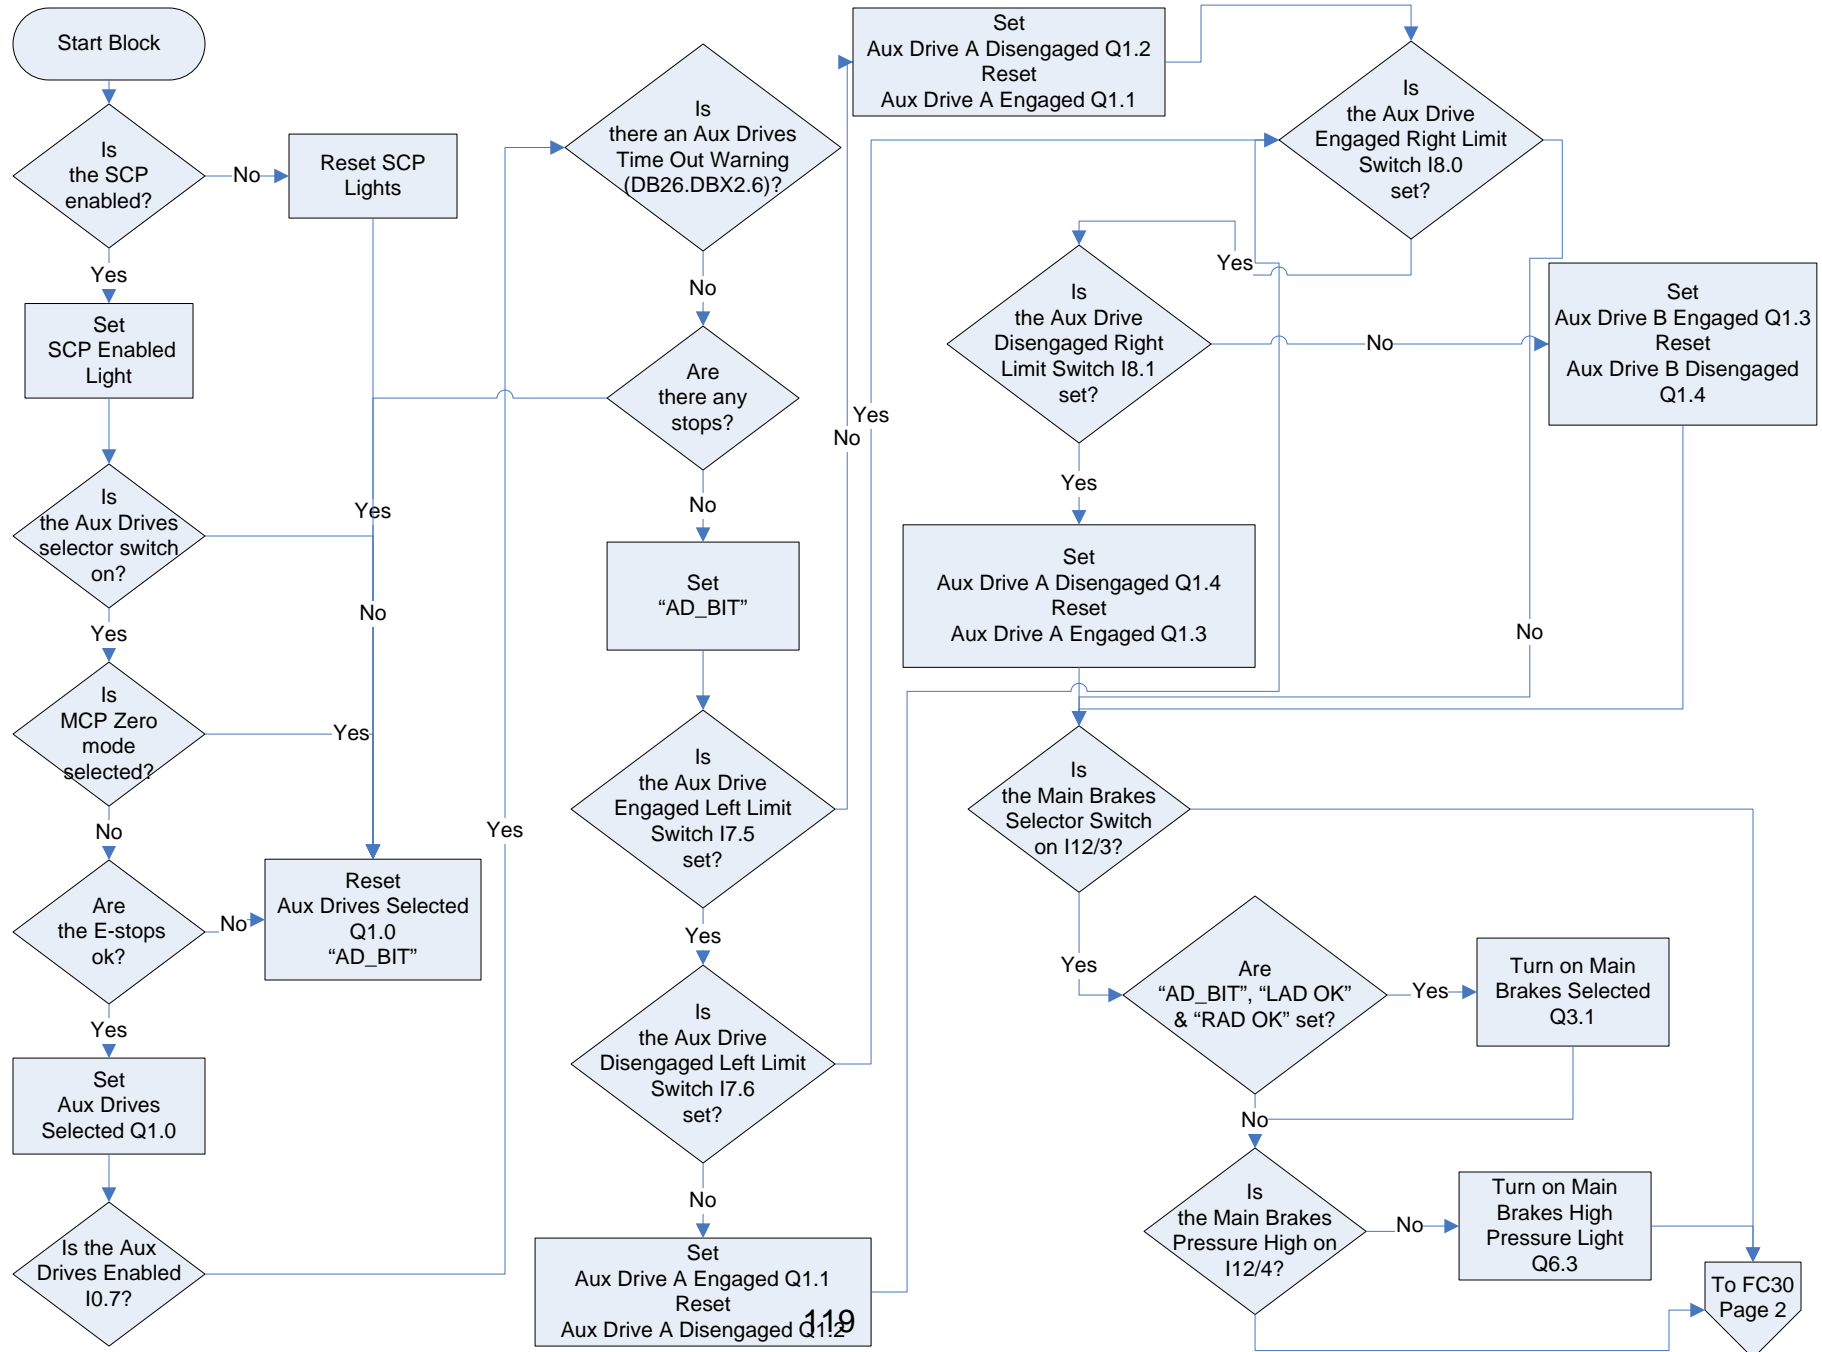 Start Block
Is
the SCP
enabled?
No
Reset SCP
Lights
Yes
Set
SCP Enabled
Light
Is
the Aux Drives
selector switch
on?
Yes
No
Yes
Is
MCP Zero
mode
selected?
Yes
No
Are
the E-stops
ok?
No
Reset
Aux Drives Selected
Q1.0
“AD_BIT”
Yes
Set
Aux Drives
Selected Q1.0
Is the Aux
Drives Enabled
I0.7?
Yes
Is
there an Aux Drives
Time Out Warning
(DB26.DBX2.6)?
No
Are
there any
stops?
No
Set
“AD_BIT”
Is
the Aux Drive
Engaged Left Limit
Switch I7.5
set?
No
Yes
Yes
Is
the Aux Drive
Disengaged Left Limit
Switch I7.6
set?
No
Set
Aux Drive A Engaged Q1.1
Reset
Aux Drive A Disengaged Q1.2
119
Set
Aux Drive A Disengaged Q1.2
Reset
Aux Drive A Engaged Q1.1
Is
the Aux Drive
Engaged Right Limit
Switch I8.0
set?
Yes
Is
the Aux Drive
Disengaged Right
Limit Switch I8.1
set?
No
Set
Aux Drive B Engaged Q1.3
Reset
Aux Drive B Disengaged
Q1.4
Yes
Set
Aux Drive A Disengaged Q1.4
Reset
Aux Drive A Engaged Q1.3
No
Is
the Main Brakes
Selector Switch
on I12/3?
Yes
Are
“AD_BIT”, “LAD OK”
& “RAD OK” set?
Yes
Turn on Main
Brakes Selected
Q3.1
No
Is
the Main Brakes
Pressure High on
I12/4?
No
Turn on Main
Brakes High
Pressure Light
Q6.3
To FC30
Page 2